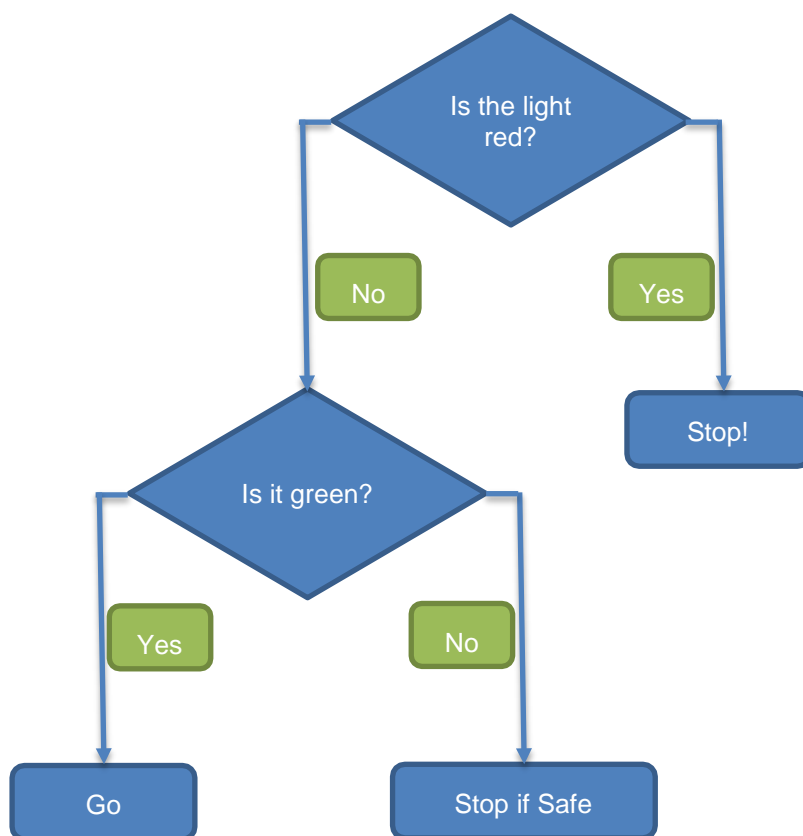 Is the light
red?
No
Yes
Stop!
Is it green?
Yes
No
Go
Stop if Safe